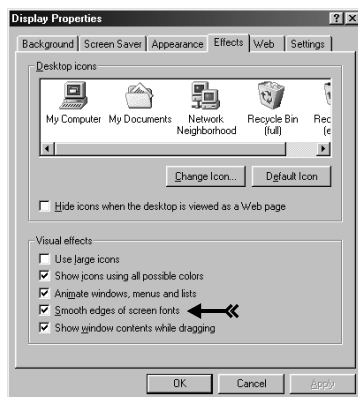 Display Properties
Background Screen Saver Appearance Effects Web Settings
Desktop icons
My Computer My Documents Network Neighborhood Recycle Bin (full) Rec (e
Change Icon... Default Icon
Hide icons when the desktop is viewed as a Web page
Visual effects
Use large icons
Show icons using all possible colors
Animate windows, menus and lists
Smooth edges of screen fonts
Show window contents while dragging
OK Cancel Apply